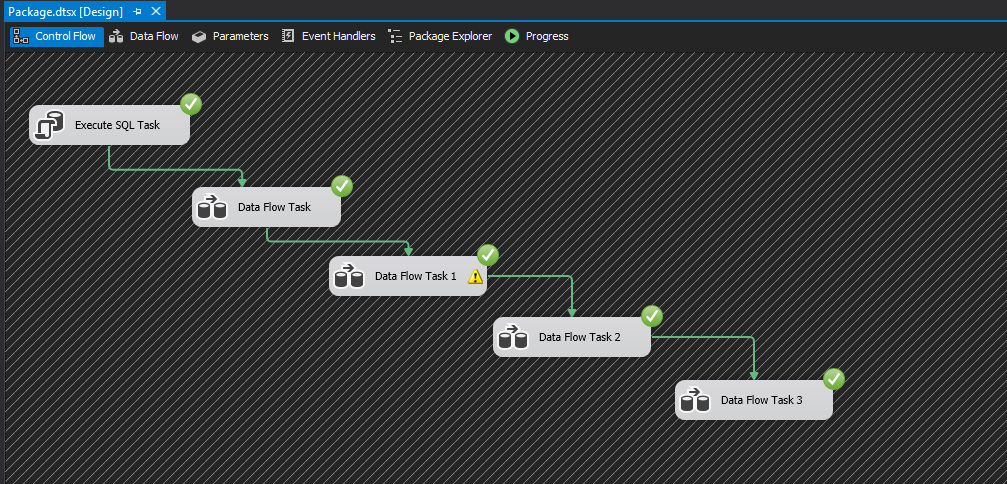 Package.dtsx [Design]
Control Flow Data Flow Parameters Event Handlers Package Explorer Progress
Execute SQL Task
Data Flow Task
Data Flow Task 1
Data Flow Task 2
Data Flow Task 3